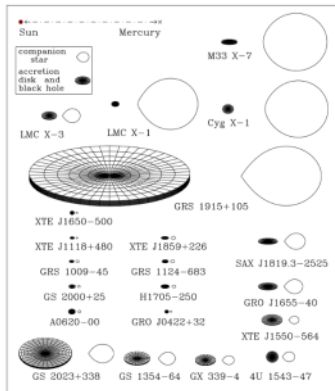 Sun Mercury
companion
star
accretion
disk and
black hole
M33 X-7
LMC X-3
LMC X-1
Cyg X-1
GRS 1915+105
XTE J1650-500
XTE J1118+480 XTE J1859+226
GRS 1009-45 GRS 1124-683
SAX J1819.3-2525
GS 2000+25 H1705-250
GRO J1655-40
A0620-00 GRO J0422+32
XTE J1550-564
GS 2023+338 GS 1354-64 GX 339-4 4U 1543-47